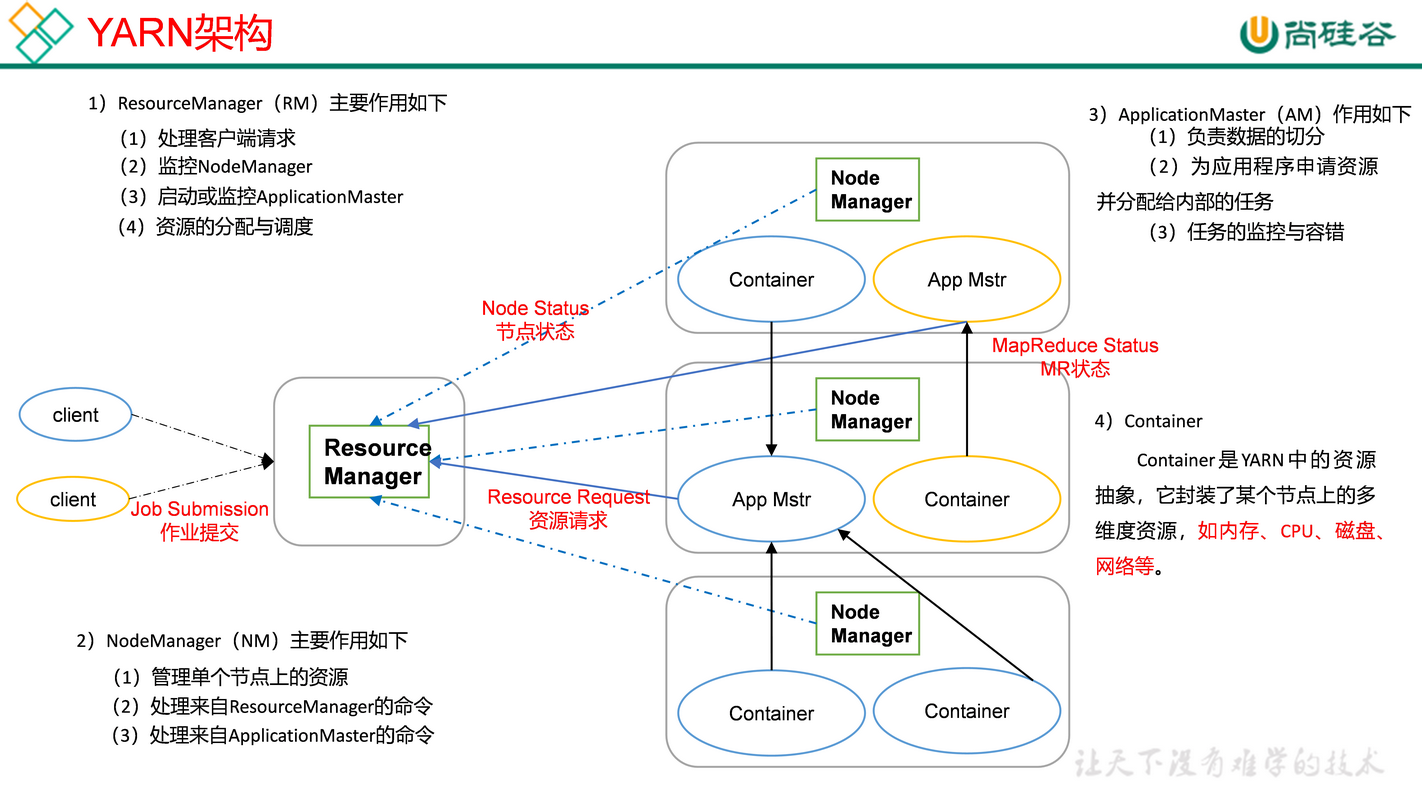 YARN架构
尚硅谷
1）ResourceManager（RM）主要作用如下
（1）处理客户端请求
（2）监控NodeManager
（3）启动或监控ApplicationMaster
（4）资源的分配与调度
3）ApplicationMaster（AM）作用如下
（1）负责数据的切分
（2）为应用程序申请资源
并分配给内部的任务
（3）任务的监控与容错
Node
Manager
Container
App Mstr
Node Status
节点状态
MapReduce Status
MR状态
client
client
Job Submission
作业提交
Resource
Manager
Resource Request
资源请求
Node
Manager
App Mstr
Container
4）Container
Container是YARN中的资源
抽象，它封装了某个节点上的多
维度资源，如内存、CPU、磁盘、
网络等。
Node
Manager
Container
Container
2）NodeManager（NM）主要作用如下
（1）管理单个节点上的资源
（2）处理来自ResourceManager的命令
（3）处理来自ApplicationMaster的命令
让天下没有难学的技术